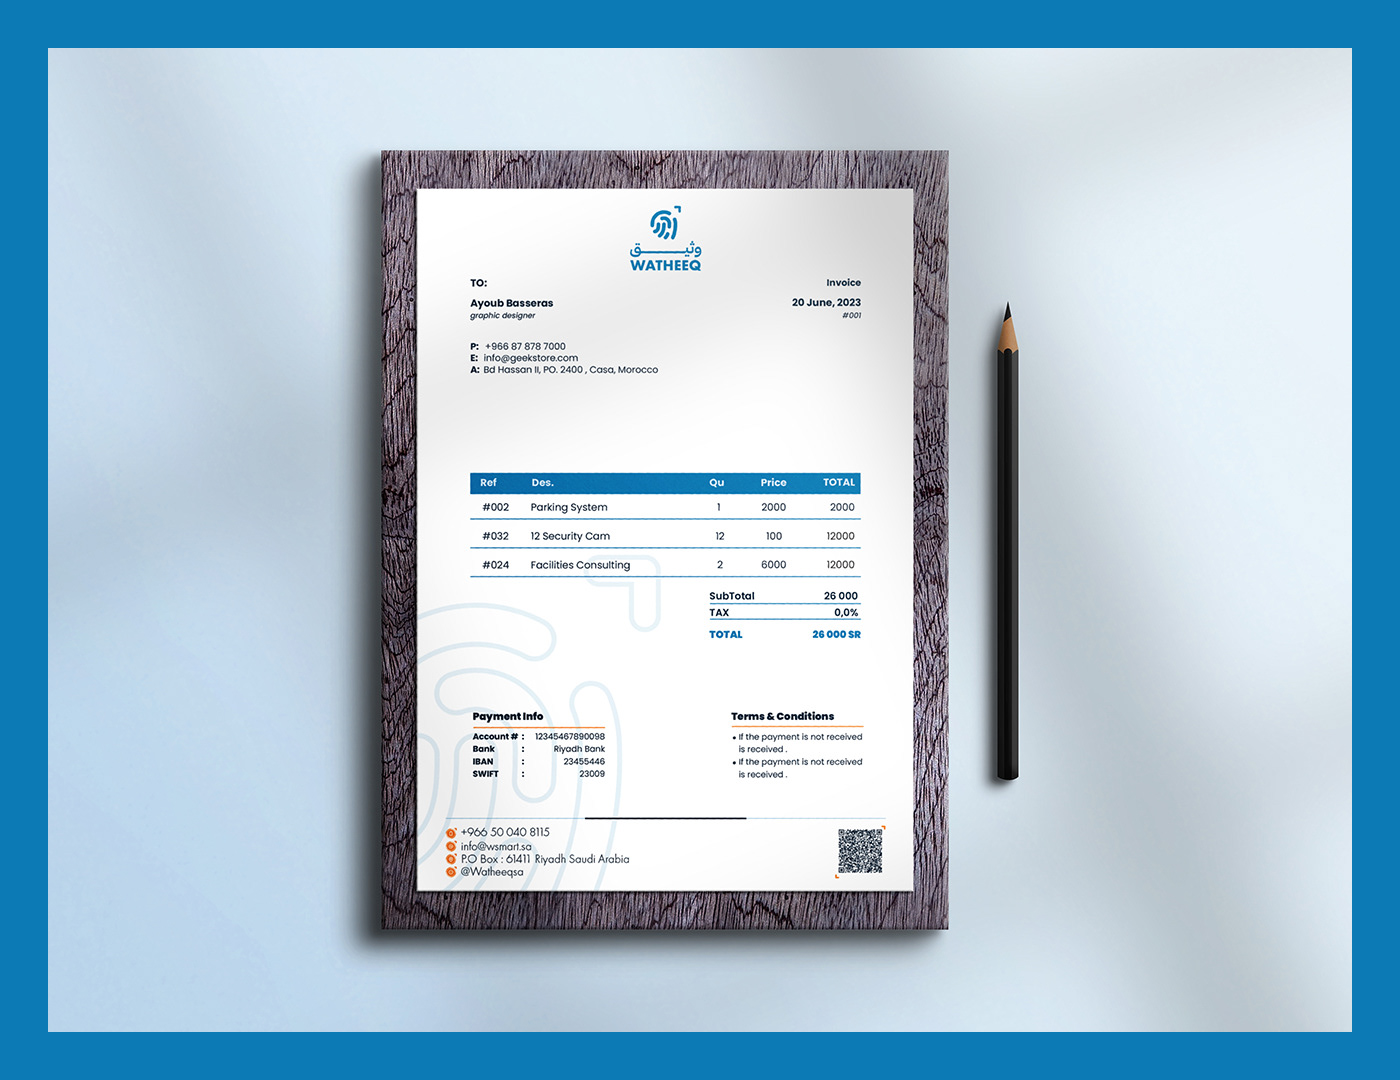 وثيــــق
WATHEEQ
TO:
Invoice
Ayoub Basseras
20 June, 2023
graphic designer
#001
P: +966 87 878 7000
E: info@geekstore.com
A: Bd Hassan II, PO. 2400 , Casa, Morocco
Ref Des. Qu Price TOTAL
#002 Parking System 1 2000 2000
#032 12 Security Cam 12 100 12000
#024 Facilities Consulting 2 6000 12000
SubTotal 26 000
TAX 0,0%
TOTAL 26 000 SR
Payment Info
Account # : 12345467890098
Bank : Riyadh Bank
IBAN : 23455446
SWIFT : 23009
Terms & Conditions
• If the payment is not received
is received .
• If the payment is not received
is received .
+966 50 040 8115
info@wsmart.sa
P.O Box : 61411 Riyadh Saudi Arabia
@Watheeqsa